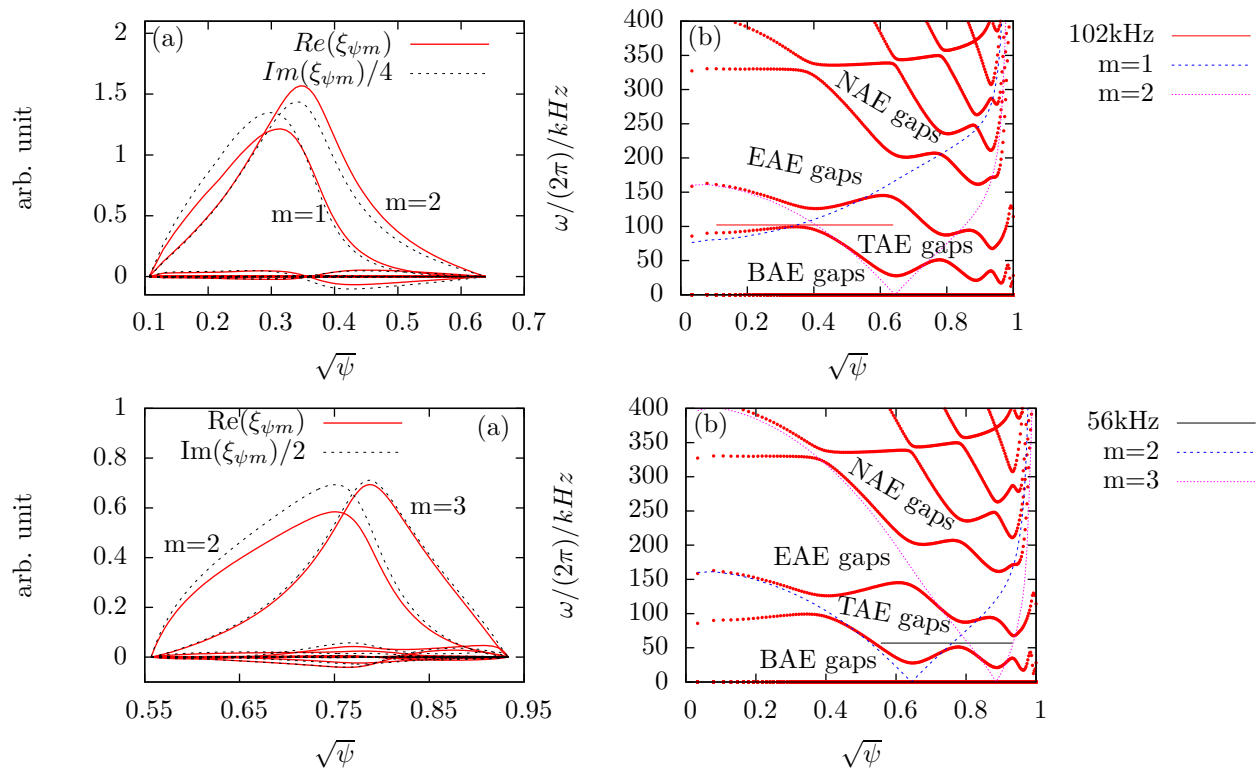 (a)
Re(ξψm)
Im(ξψm)/4
m=1
m=2
arb. unit
2
1.5
1
0.5
0
0.1 0.2 0.3 0.4 0.5 0.6 0.7
√ψ
(b)
NAE gaps
EAE gaps
TAE gaps
BAE gaps
ω/(2π)/kHz
400
350
300
250
200
150
100
50
0
0 0.2 0.4 0.6 0.8 1
√ψ
102kHz
m=1
m=2
(a)
Re(ξψm)
Im(ξψm)/2
m=2
m=3
arb. unit
1
0.8
0.6
0.4
0.2
0
0.55 0.65 0.75 0.85 0.95
√ψ
(b)
NAE gaps
EAE gaps
TAE gaps
BAE gaps
ω/(2π)/kHz
400
350
300
250
200
150
100
50
0
0 0.2 0.4 0.6 0.8 1
√ψ
56kHz
m=2
m=3